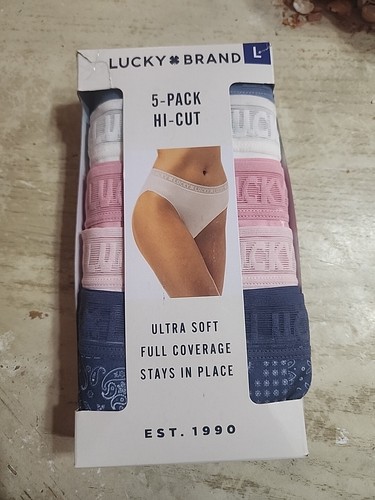 LUCKY BRAND
L
5-PACK
HI-CUT
ULTRA SOFT
FULL COVERAGE
STAYS IN PLACE
EST. 1990